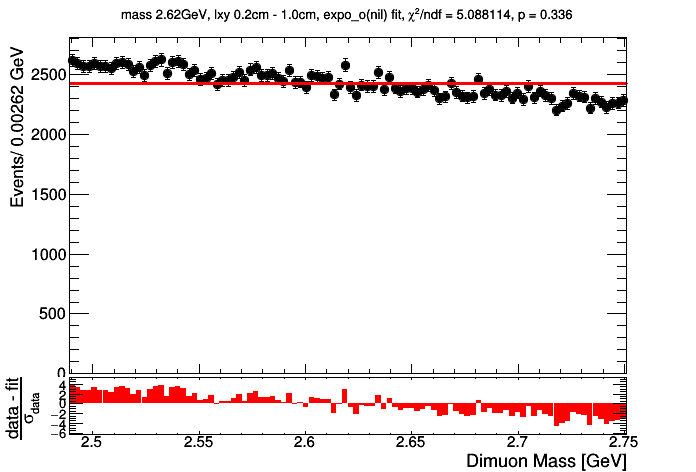 mass 2.62GeV, lxy 0.2cm - 1.0cm, expo_o(nil) fit, χ²/ndf = 5.088114, p = 0.336
Events/ 0.00262 GeV
2500
2000
1500
1000
500
0
data - fit
σdata
4
2
0
−2
−4
−6
2.5 2.55 2.6 2.65 2.7 2.75
Dimuon Mass [GeV]